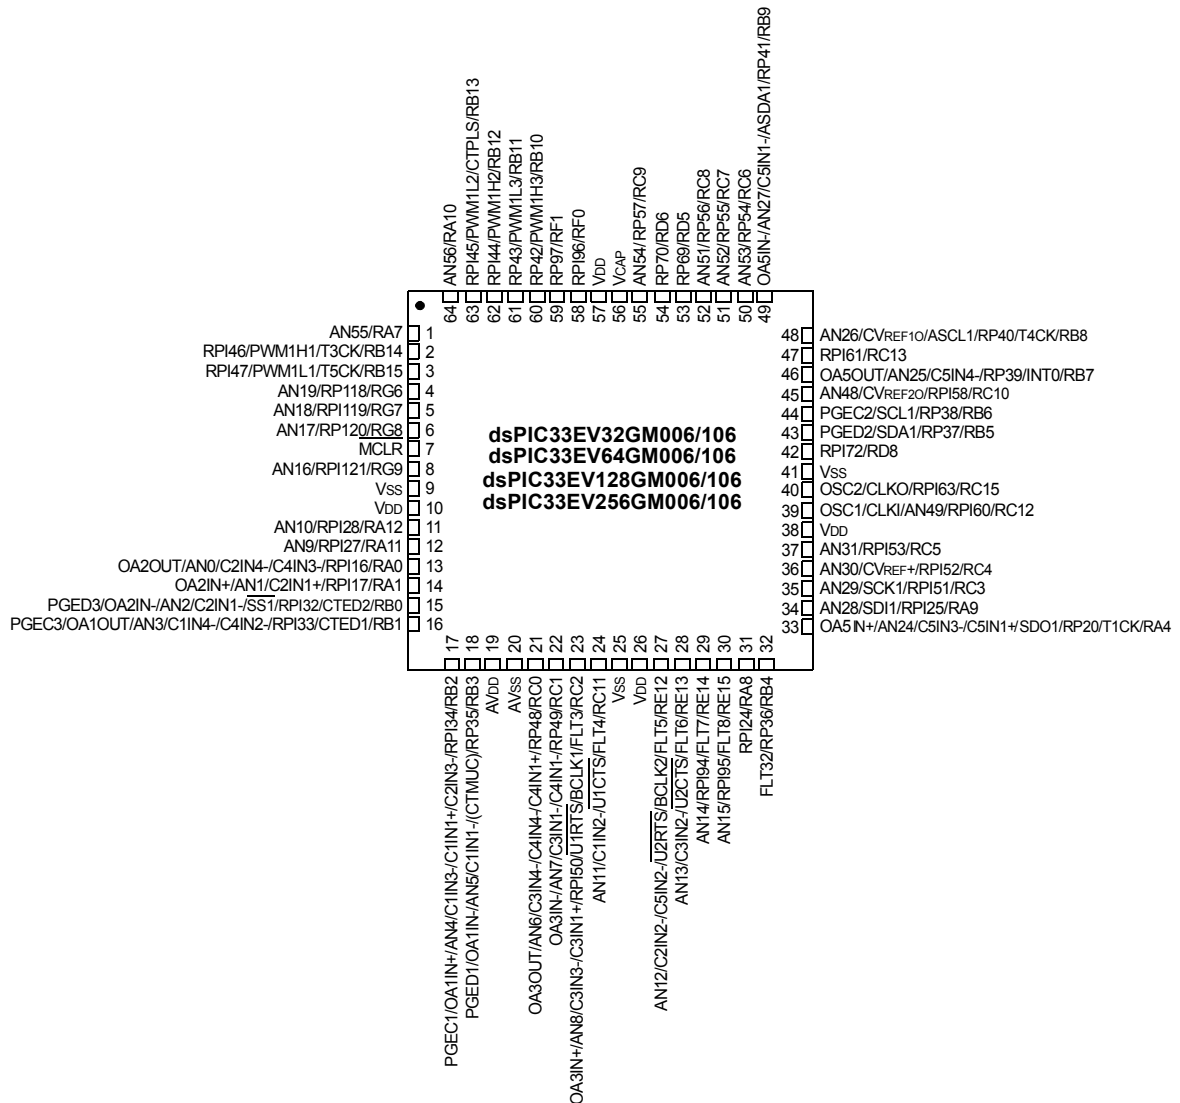 AN56/RA10
RPI45/PWM1L2/CTPLS/RB13
RPI44/PWM1H2/RB12
RP43/PWM1L3/RB11
RP42/PWM1H3/RB10
RP97/RF1
RPI96/RF0
VDD
VCAP
AN54/RP57/RC9
RP70/RD6
RP69/RD5
AN51/RP56/RC8
AN52/RP55/RC7
AN53/RP54/RC6
OA5IN-/AN27/C5IN1-/ASDA1/RP41/RB9
64 63 62 61 60 59 58 57 56 55 54 53 52 51 50 49
AN55/RA7 1
RPI46/PWM1H1/T3CK/RB14 2
RPI47/PWM1L1/T5CK/RB15 3
AN19/RP118/RG6 4
AN18/RPI119/RG7 5
AN17/RP120/RG8 6
MCLR 7
AN16/RPI121/RG9 8
VSS 9
VDD 10
AN10/RPI28/RA12 11
AN9/RPI27/RA11 12
OA2OUT/AN0/C2IN4-/C4IN3-/RPI16/RA0 13
OA2IN+/AN1/C2IN1+/RPI17/RA1 14
PGED3/OA2IN-/AN2/C2IN1-/SS1/RPI32/CTED2/RB0 15
PGEC3/OA1OUT/AN3/C1IN4-/C4IN2-/RPI33/CTED1/RB1 16
dsPIC33EV32GM006/106
dsPIC33EV64GM006/106
dsPIC33EV128GM006/106
dsPIC33EV256GM006/106
48 AN26/CVREF1O/ASCL1/RP40/T4CK/RB8
47 RPI61/RC13
46 OA5OUT/AN25/C5IN4-/RP39/INT0/RB7
45 AN48/CVREF2O/RPI58/RC10
44 PGEC2/SCL1/RP38/RB6
43 PGED2/SDA1/RP37/RB5
42 RPI72/RD8
41 VSS
40 OSC2/CLKO/RPI63/RC15
39 OSC1/CLKI/AN49/RPI60/RC12
38 VDD
37 AN31/RPI53/RC5
36 AN30/CVREF+/RPI52/RC4
35 AN29/SCK1/RPI51/RC3
34 AN28/SDI1/RPI25/RA9
33 OA5IN+/AN24/C5IN3-/C5IN1+/SDO1/RP20/T1CK/RA4
17 18 19 20 21 22 23 24 25 26 27 28 29 30 31 32
PGEC1/OA1IN+/AN4/C1IN3-/C1IN1+/C2IN3-/RPI34/RB2
PGED1/OA1IN-/AN5/C1IN1-/(CTMUC)/RP35/RB3
AVDD
AVSS
OA3OUT/AN6/C3IN4-/C4IN4-/C4IN1+/RP48/RC0
OA3IN-/AN7/C3IN1-/C4IN1-/RP49/RC1
OA3IN+/AN8/C3IN3-/C3IN1+/RPI50/U1RTS/BCLK1/FLT3/RC2
AN11/C1IN2-/U1CTS/FLT4/RC11
VSS
VDD
AN12/C2IN2-/C5IN2-/U2RTS/BCLK2/FLT5/RE12
AN13/C3IN2-/U2CTS/FLT6/RE13
AN14/RPI94/FLT7/RE14
AN15/RPI95/FLT8/RE15
RPI24/RA8
FLT32/RP36/RB4